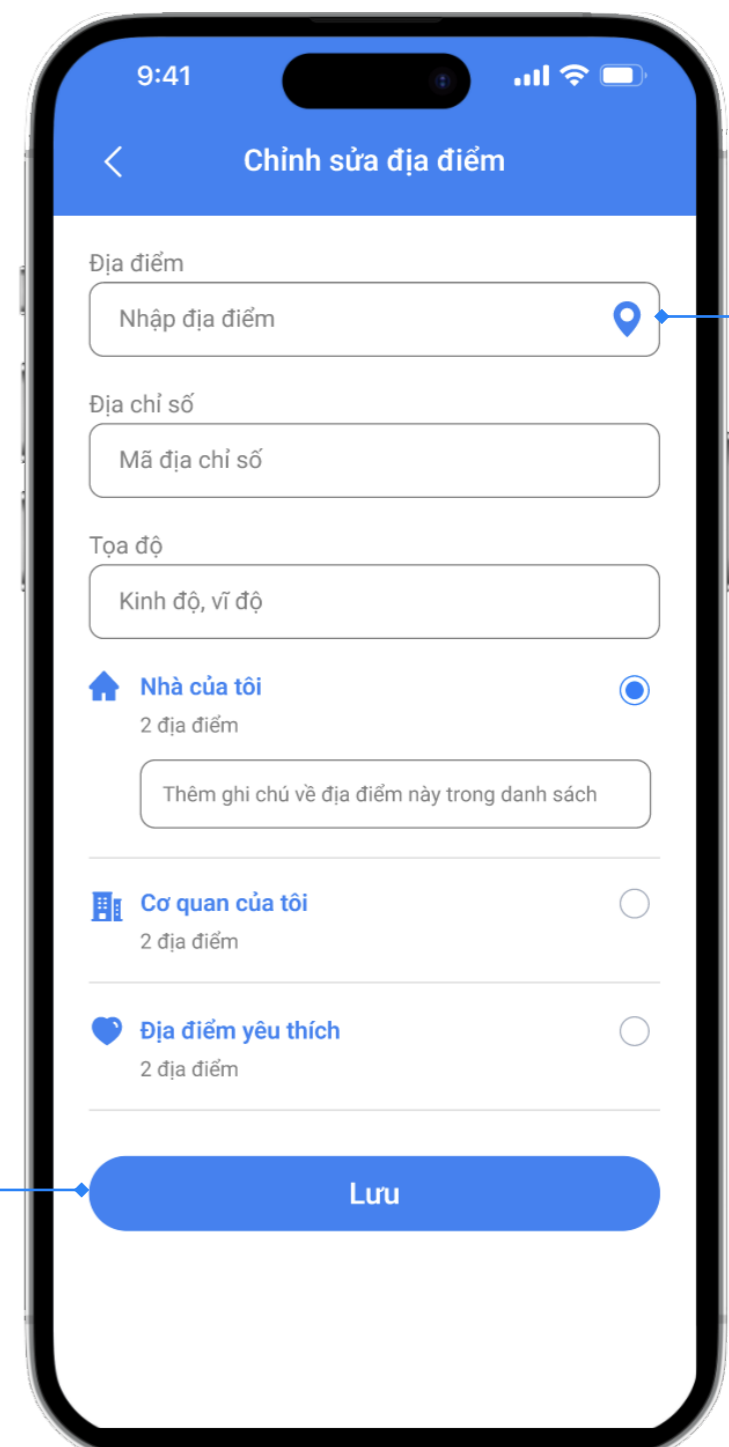 9:41
Chỉnh sửa địa điểm
Địa điểm
Nhập địa điểm
Địa chỉ số
Mã địa chỉ số
Tọa độ
Kinh độ, vĩ độ
Nhà của tôi
2 địa điểm
Thêm ghi chú về địa điểm này trong danh sách
Cơ quan của tôi
2 địa điểm
Địa điểm yêu thích
2 địa điểm
Lưu